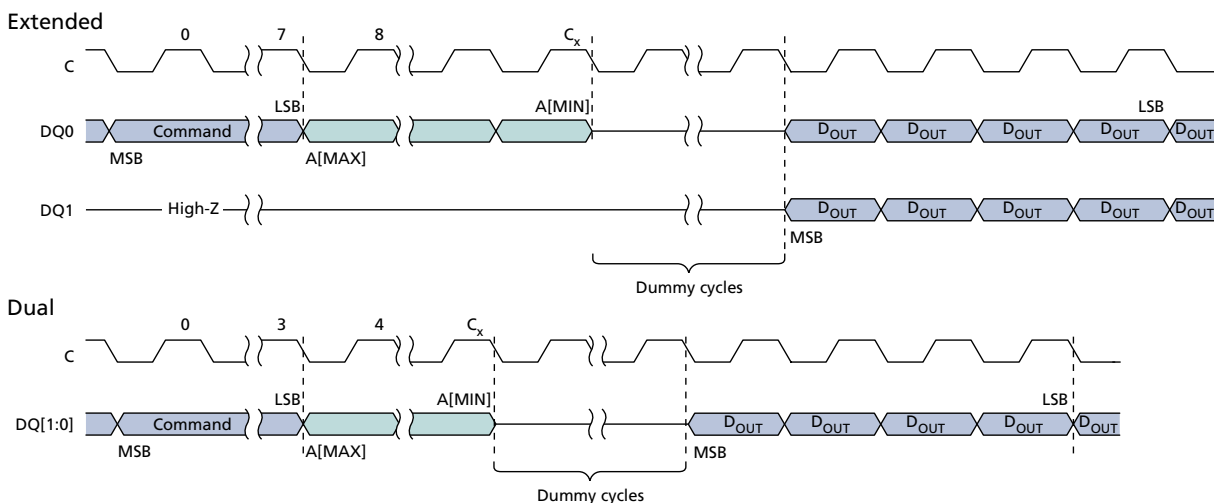 Extended
0 7 8 Cx
C
LSB A[MIN]
DQ0 Command DOUT DOUT DOUT DOUT LSB DOUT
MSB A[MAX]
DQ1 High-Z DOUT DOUT DOUT DOUT DOUT
MSB
Dummy cycles
Dual
0 3 4 Cx
C
LSB A[MIN] LSB
DQ[1:0] Command DOUT DOUT DOUT DOUT DOUT
MSB A[MAX] MSB
Dummy cycles